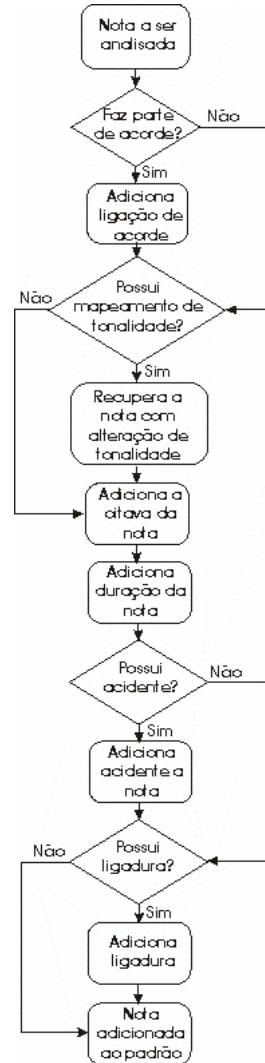 Nota a ser
analisada
Faz parte
de acorde?
Não
Sim
Adiciona
ligação de
acorde
Não
Possui
mapeamento de
tonalidade?
Sim
Recupera a
nota com
alteração de
tonalidade
Adiciona a
oitava da
nota
Adiciona
duração da
nota
Possui
acidente?
Não
Sim
Adiciona
acidente a
nota
Não
Possui
ligadura?
Sim
Adiciona
ligadura
Nota
adicionada
ao padrão